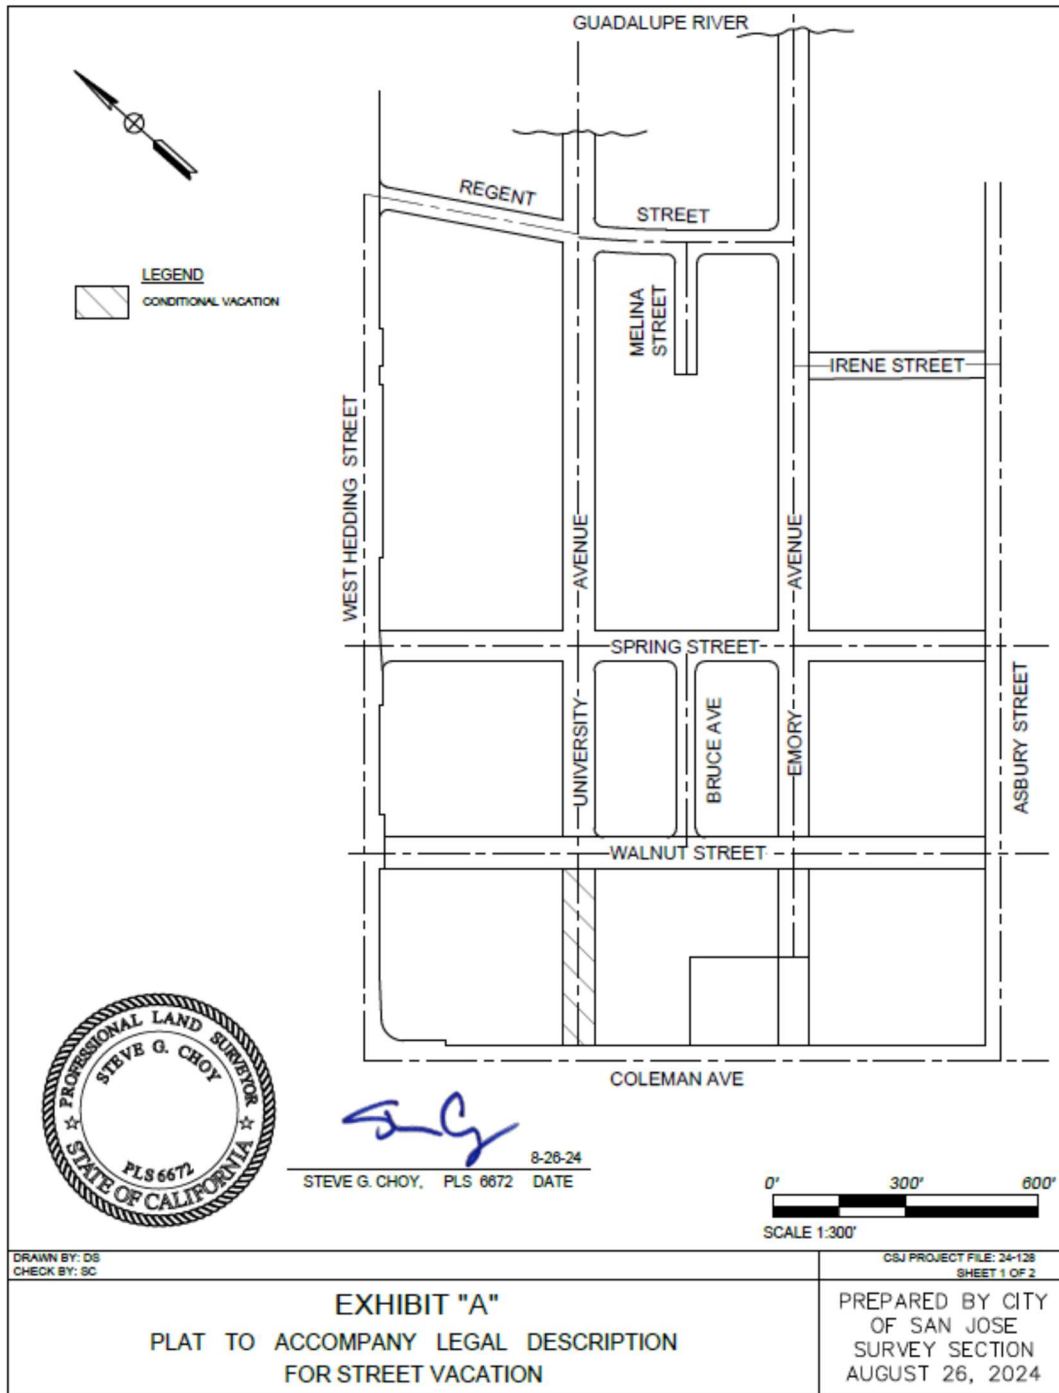 GUADALUPE RIVER
REGENT
STREET
LEGEND
CONDITIONAL VACATION
MELINA
STREET
IRENE STREET
WEST HEDDING STREET
AVENUE
AVENUE
SPRING STREET
UNIVERSITY
BRUCE AVE
EMORY
ASBURY STREET
WALNUT STREET
COLEMAN AVE
PROFESSIONAL LAND SURVEYOR
STEVE G. CHOY
PLS 6672
STATE OF CALIFORNIA
8-26-24
STEVE G. CHOY, PLS 6672 DATE
0' 300' 600'
SCALE 1:300'
DRAWN BY: DS
CHECK BY: SC
CSJ PROJECT FILE: 24-128
SHEET 1 OF 2
EXHIBIT "A"
PLAT TO ACCOMPANY LEGAL DESCRIPTION
FOR STREET VACATION
PREPARED BY CITY
OF SAN JOSE
SURVEY SECTION
AUGUST 26, 2024